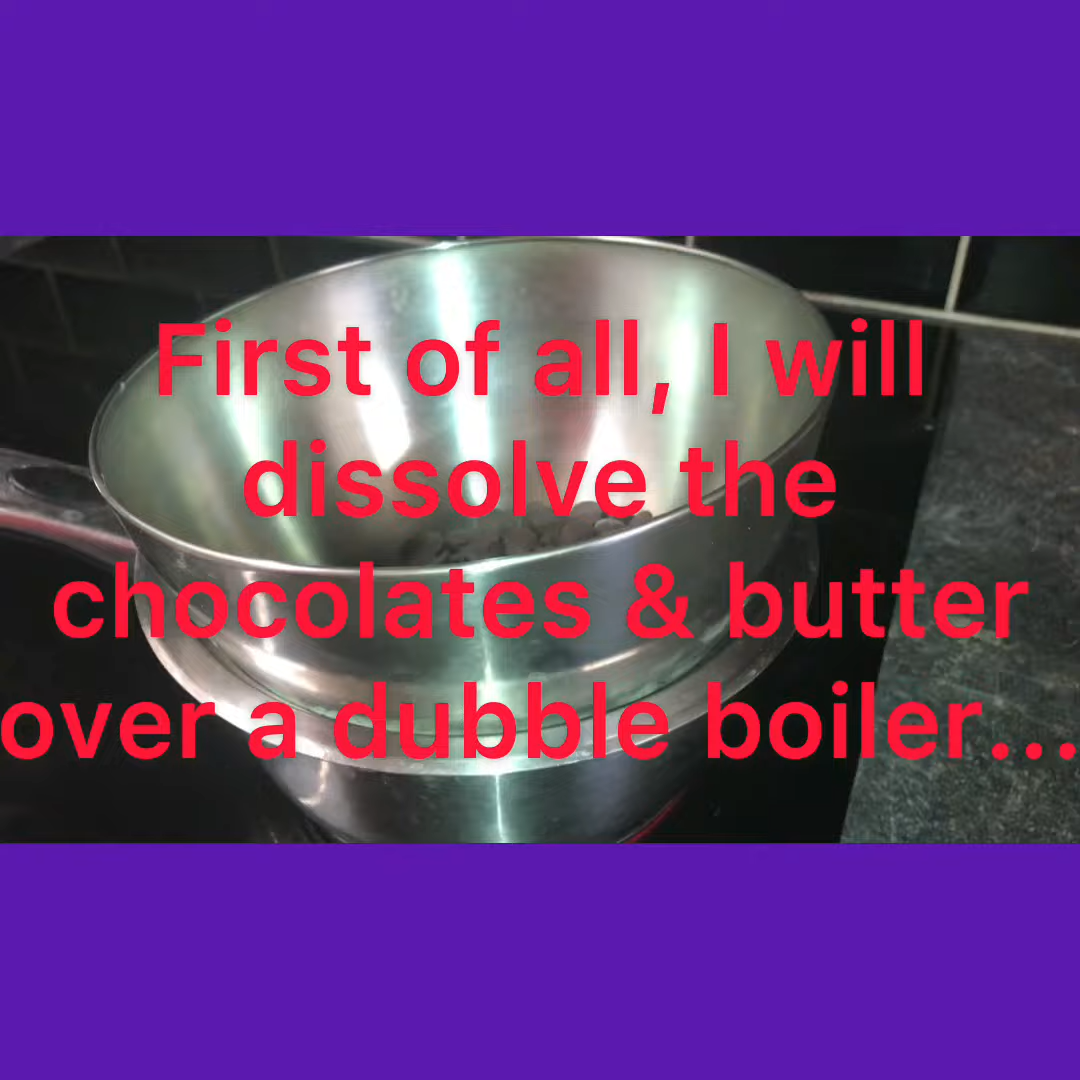 First of all, I will
dissolve the
chocolates & butter
over a dubble boiler...